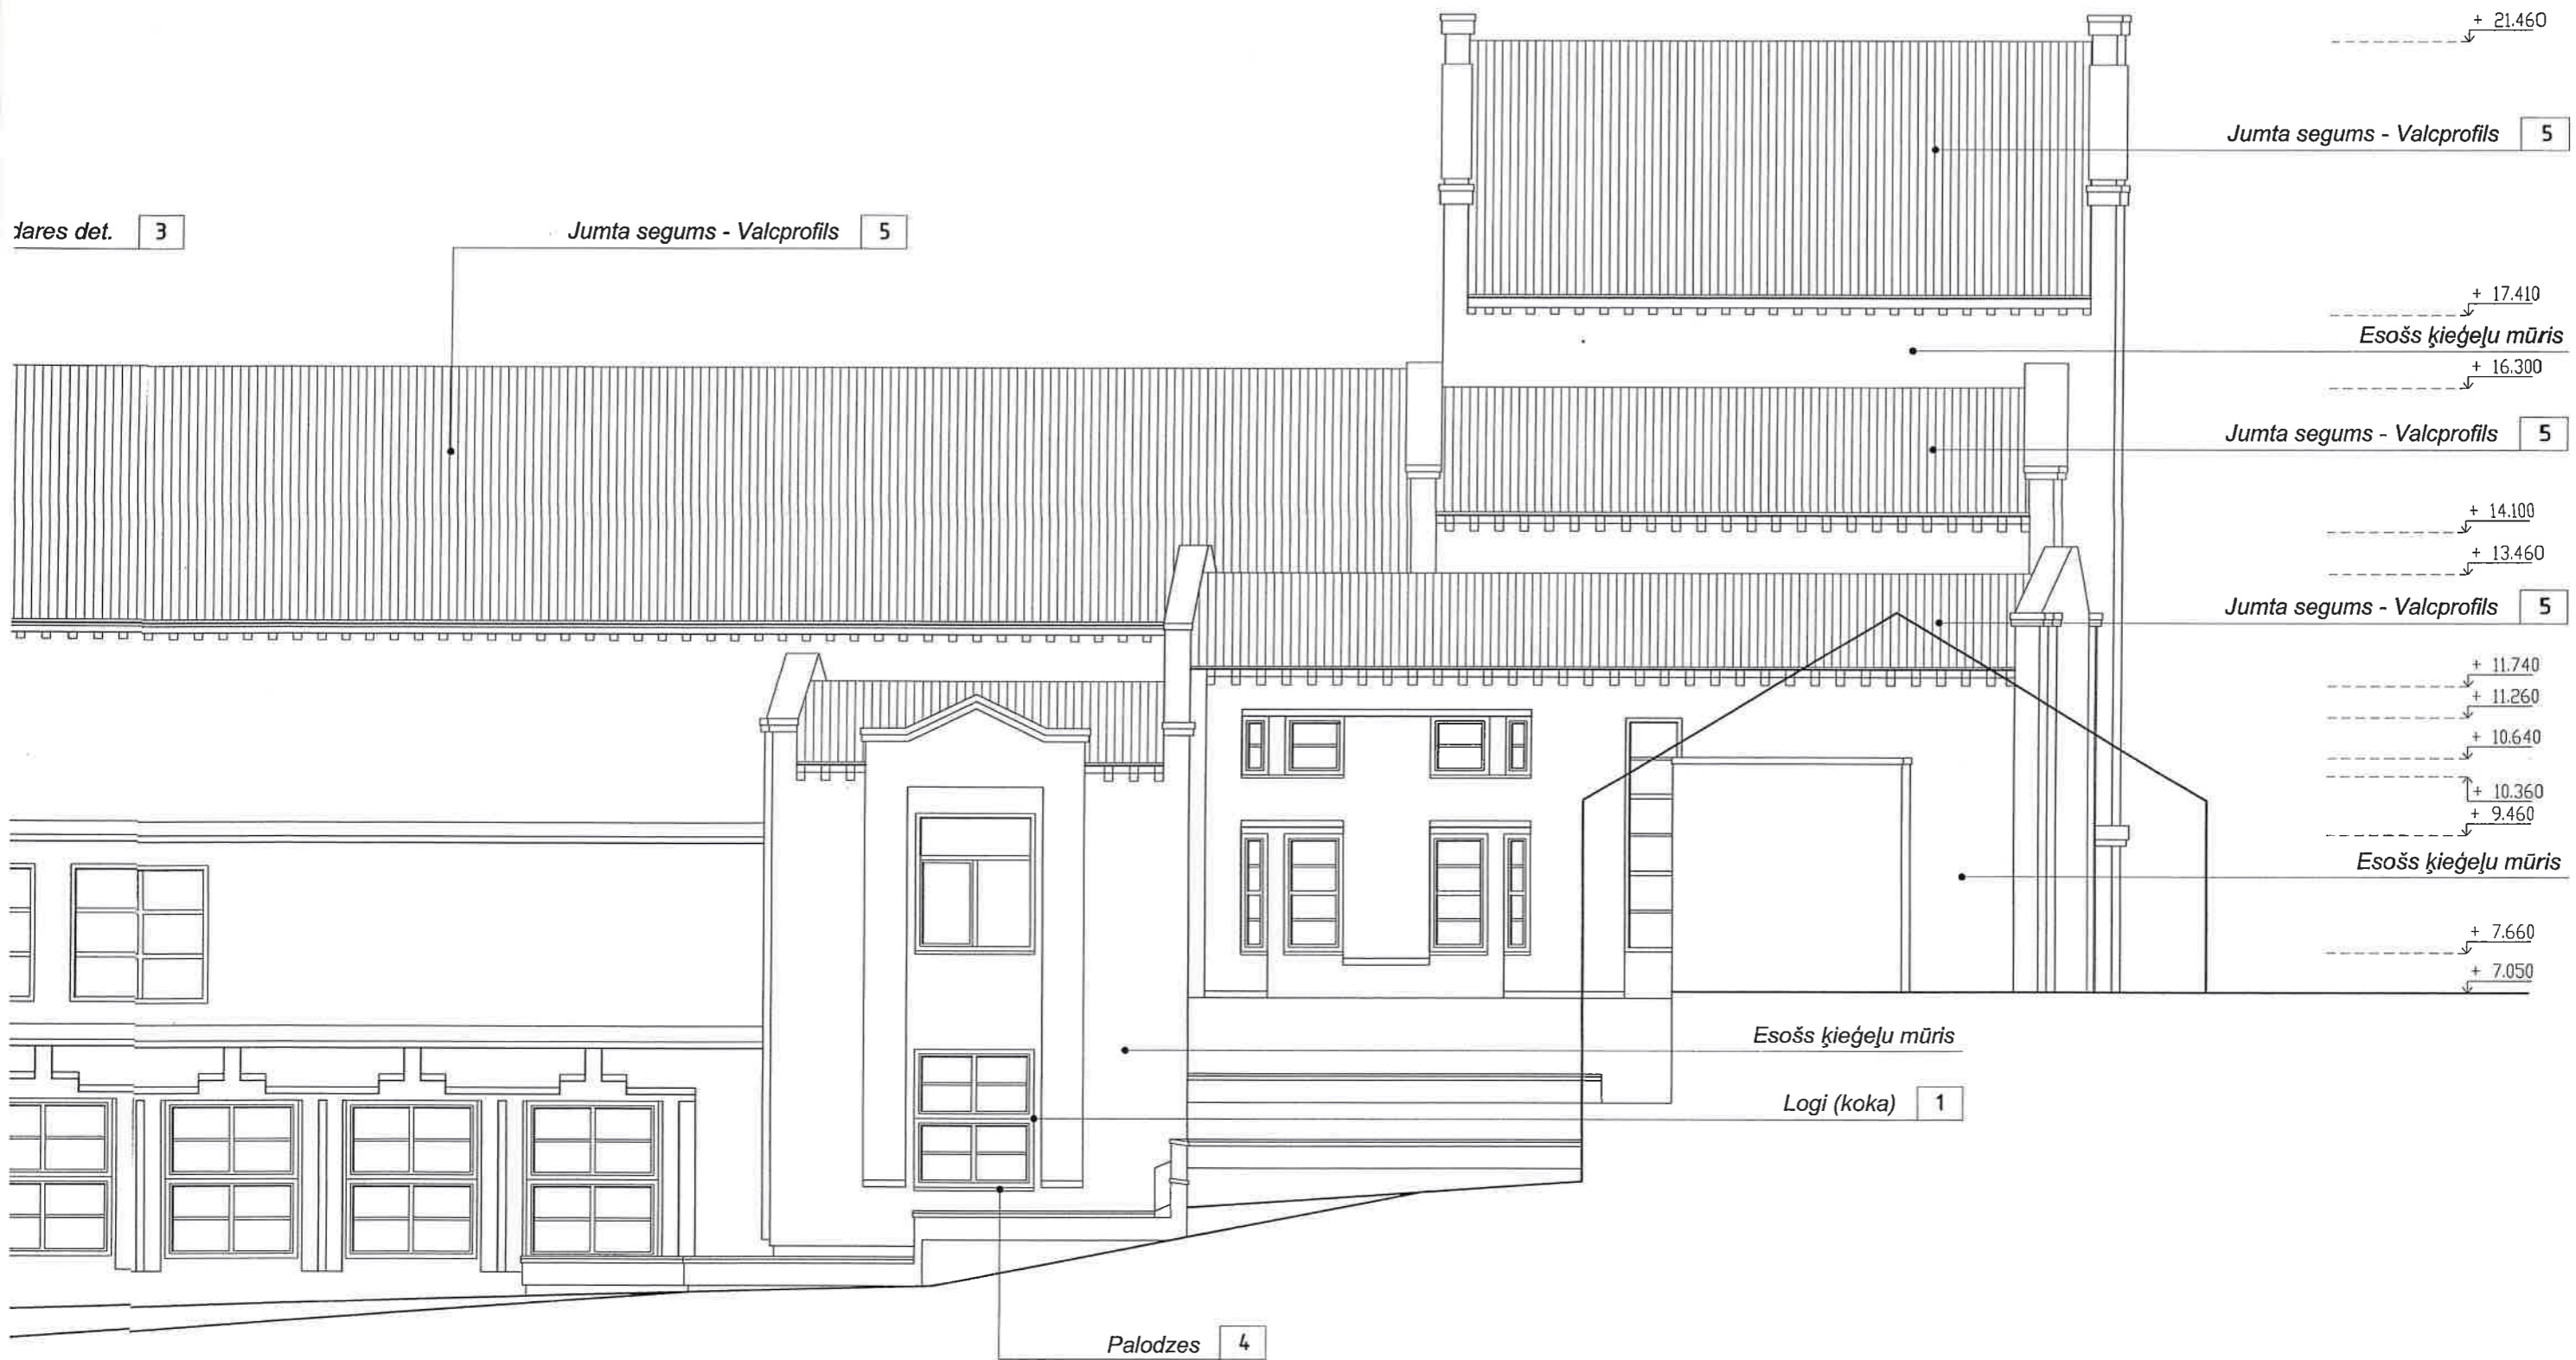 + 21.460
Jumta segums - Valcprofils 5
dares det. 3
Jumta segums - Valcprofils 5
+ 17.410
Esošs ķieģeļu mūris
+ 16.300
Jumta segums - Valcprofils 5
+ 14.100
+ 13.460
Jumta segums - Valcprofils 5
+ 11.740
+ 11.260
+ 10.640
+ 10.360
+ 9.460
Esošs ķieģeļu mūris
+ 7.660
+ 7.050
Esošs ķieģeļu mūris
Logi (koka) 1
Palodzes 4